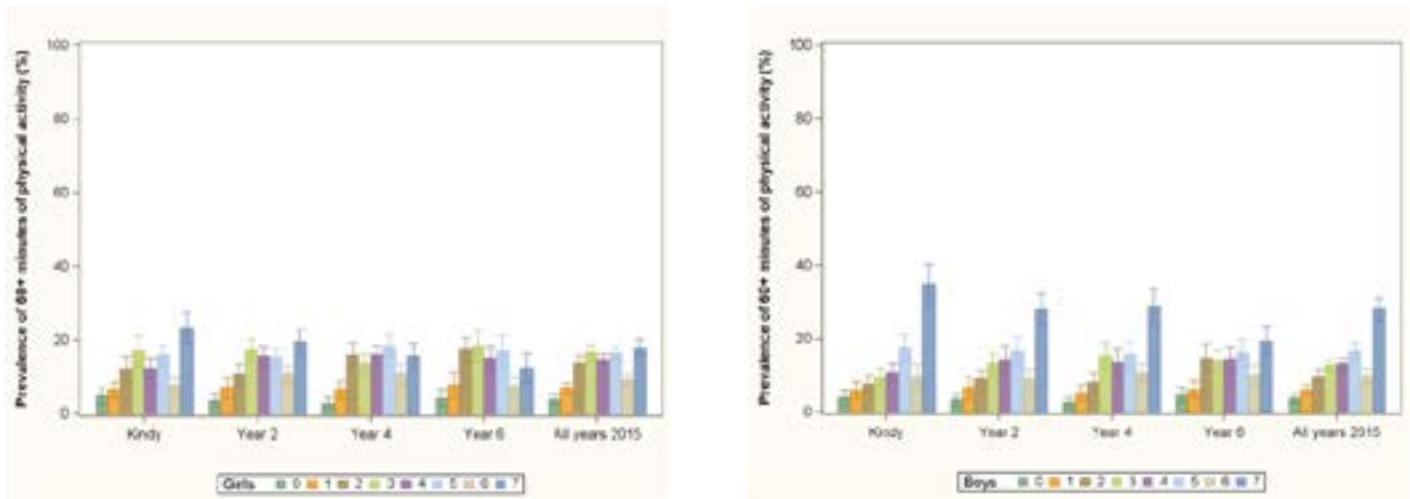 Prevalence of 60+ minutes of physical activity (%)
100
80
60
40
20
0
Kindy Year 2 Year 4 Year 6 All years 2015
Girls 0 1 2 3 4 5 6 7
Prevalence of 60+ minutes of physical activity (%)
100
80
60
40
20
0
Kindy Year 2 Year 4 Year 6 All years 2015
Boys 0 1 2 3 4 5 6 7